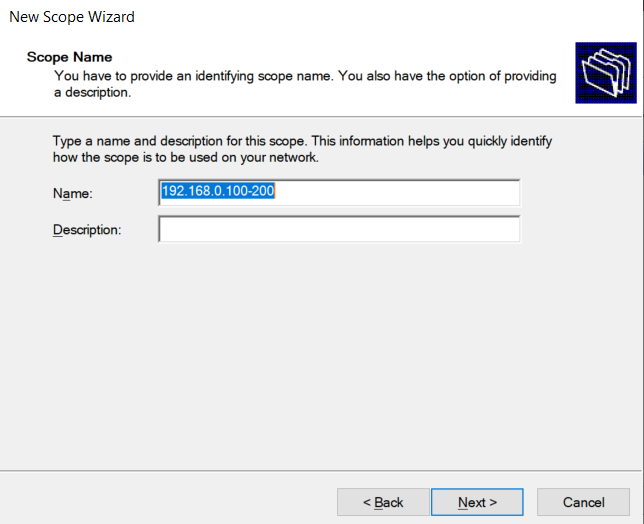 New Scope Wizard
Scope Name
You have to provide an identifying scope name. You also have the option of providing
a description.
Type a name and description for this scope. This information helps you quickly identify
how the scope is to be used on your network.
Name: 192.168.0.100-200
Description:
< Back Next > Cancel